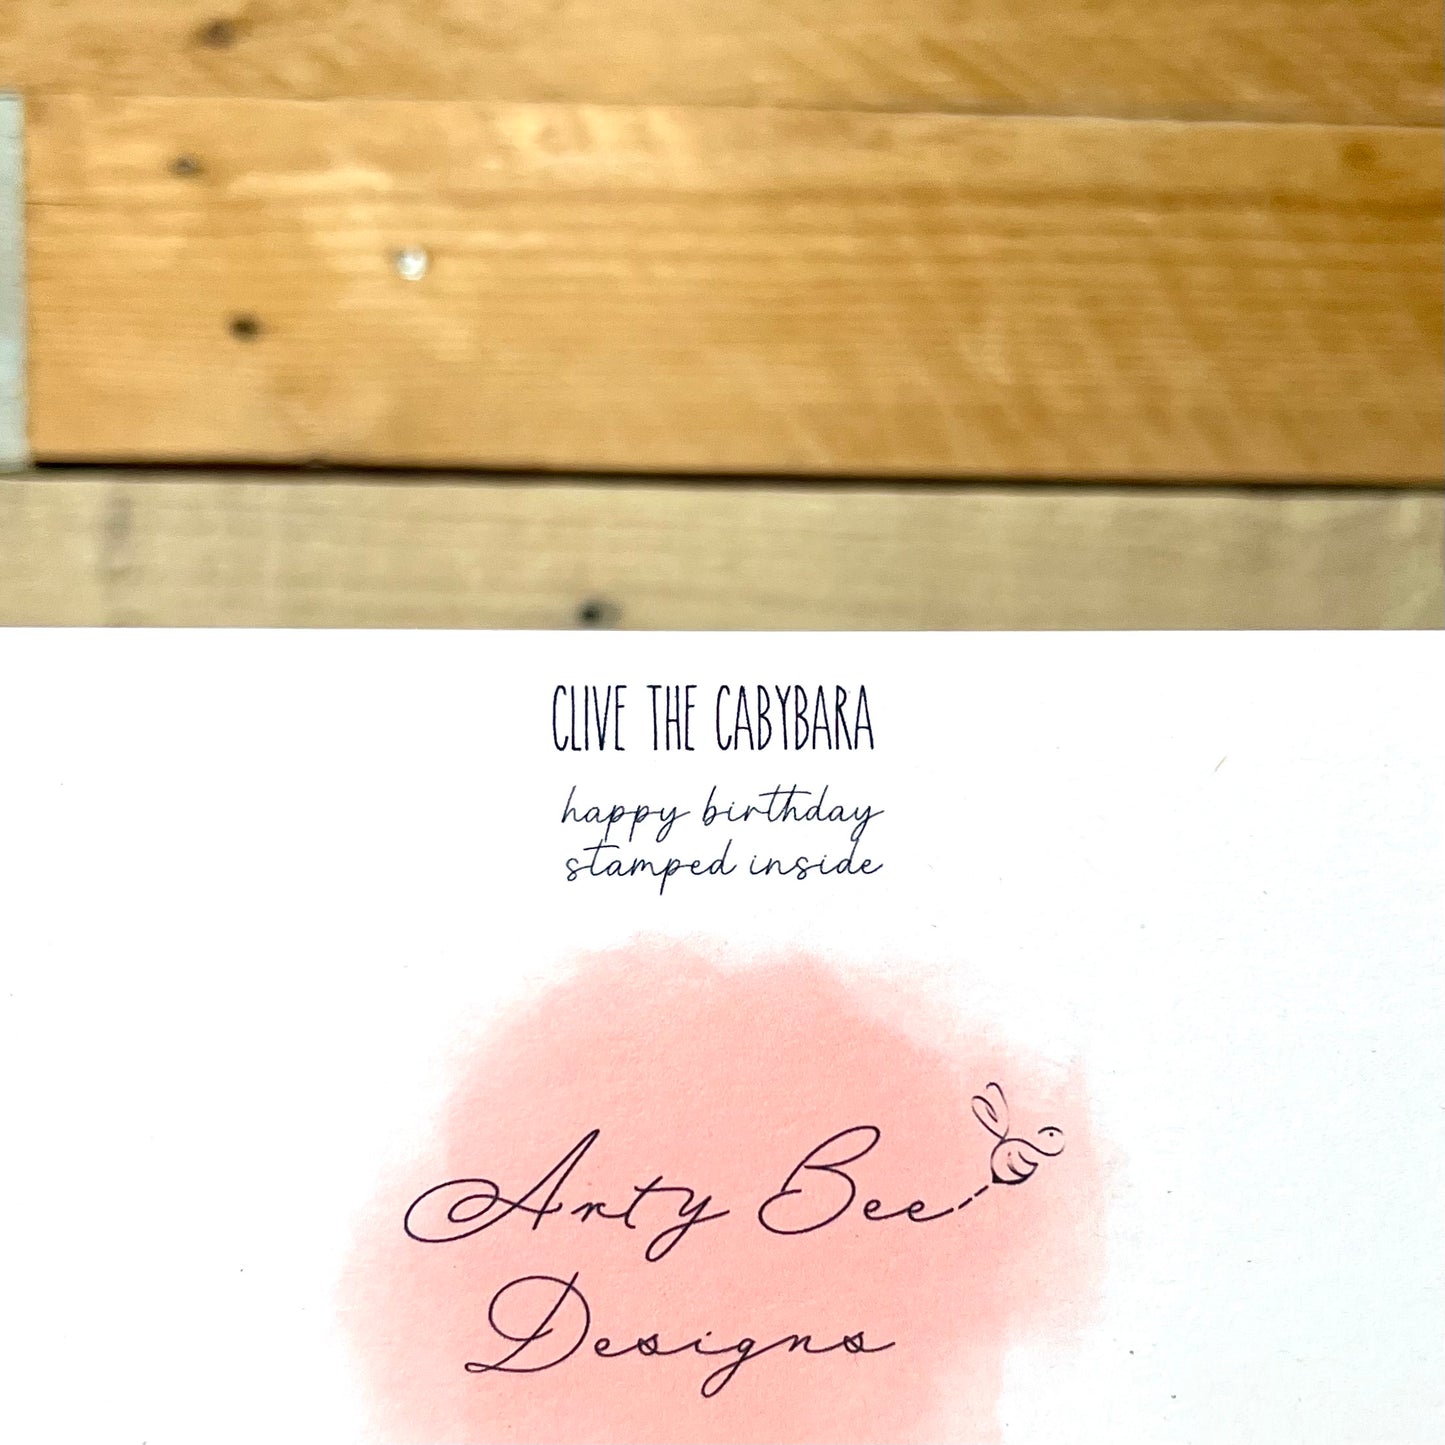 CLIVE THE CABYBARA
happy birthday
stamped inside
Arty Bee
Designs